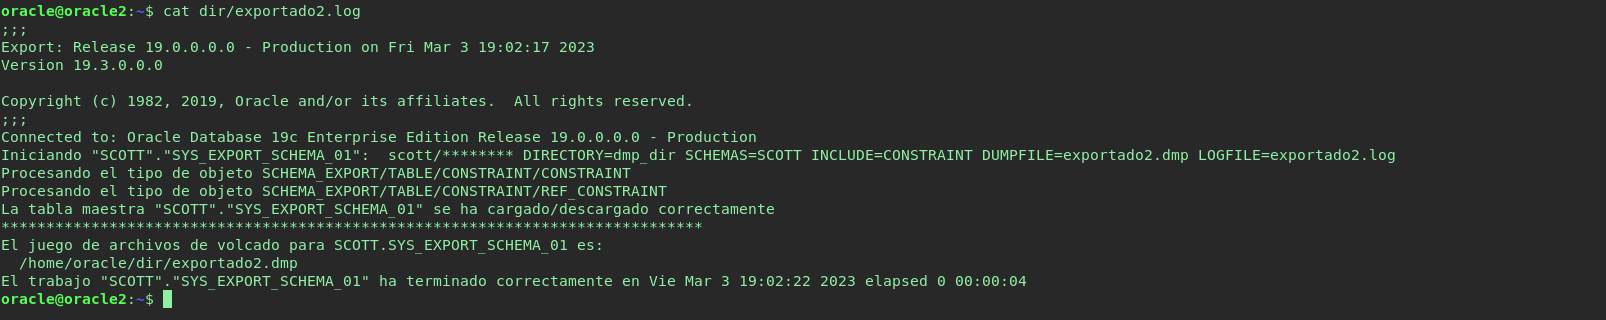 oracle@oracle2:~$ cat dir/exportado2.log
;;;
Export: Release 19.0.0.0.0 - Production on Fri Mar 3 19:02:17 2023
Version 19.3.0.0.0
Copyright (c) 1982, 2019, Oracle and/or its affiliates.  All rights reserved.
;;;
Connected to: Oracle Database 19c Enterprise Edition Release 19.0.0.0.0 - Production
Iniciando "SCOTT"."SYS_EXPORT_SCHEMA_01":  scott/******** DIRECTORY=dmp_dir SCHEMAS=SCOTT INCLUDE=CONSTRAINT DUMPFILE=exportado2.dmp LOGFILE=exportado2.log
Procesando el tipo de objeto SCHEMA_EXPORT/TABLE/CONSTRAINT/CONSTRAINT
Procesando el tipo de objeto SCHEMA_EXPORT/TABLE/CONSTRAINT/REF_CONSTRAINT
La tabla maestra "SCOTT"."SYS_EXPORT_SCHEMA_01" se ha cargado/descargado correctamente
******************************************************************************
El juego de archivos de volcado para SCOTT.SYS_EXPORT_SCHEMA_01 es:
  /home/oracle/dir/exportado2.dmp
El trabajo "SCOTT"."SYS_EXPORT_SCHEMA_01" ha terminado correctamente en Vie Mar 3 19:02:22 2023 elapsed 0 00:00:04
oracle@oracle2:~$